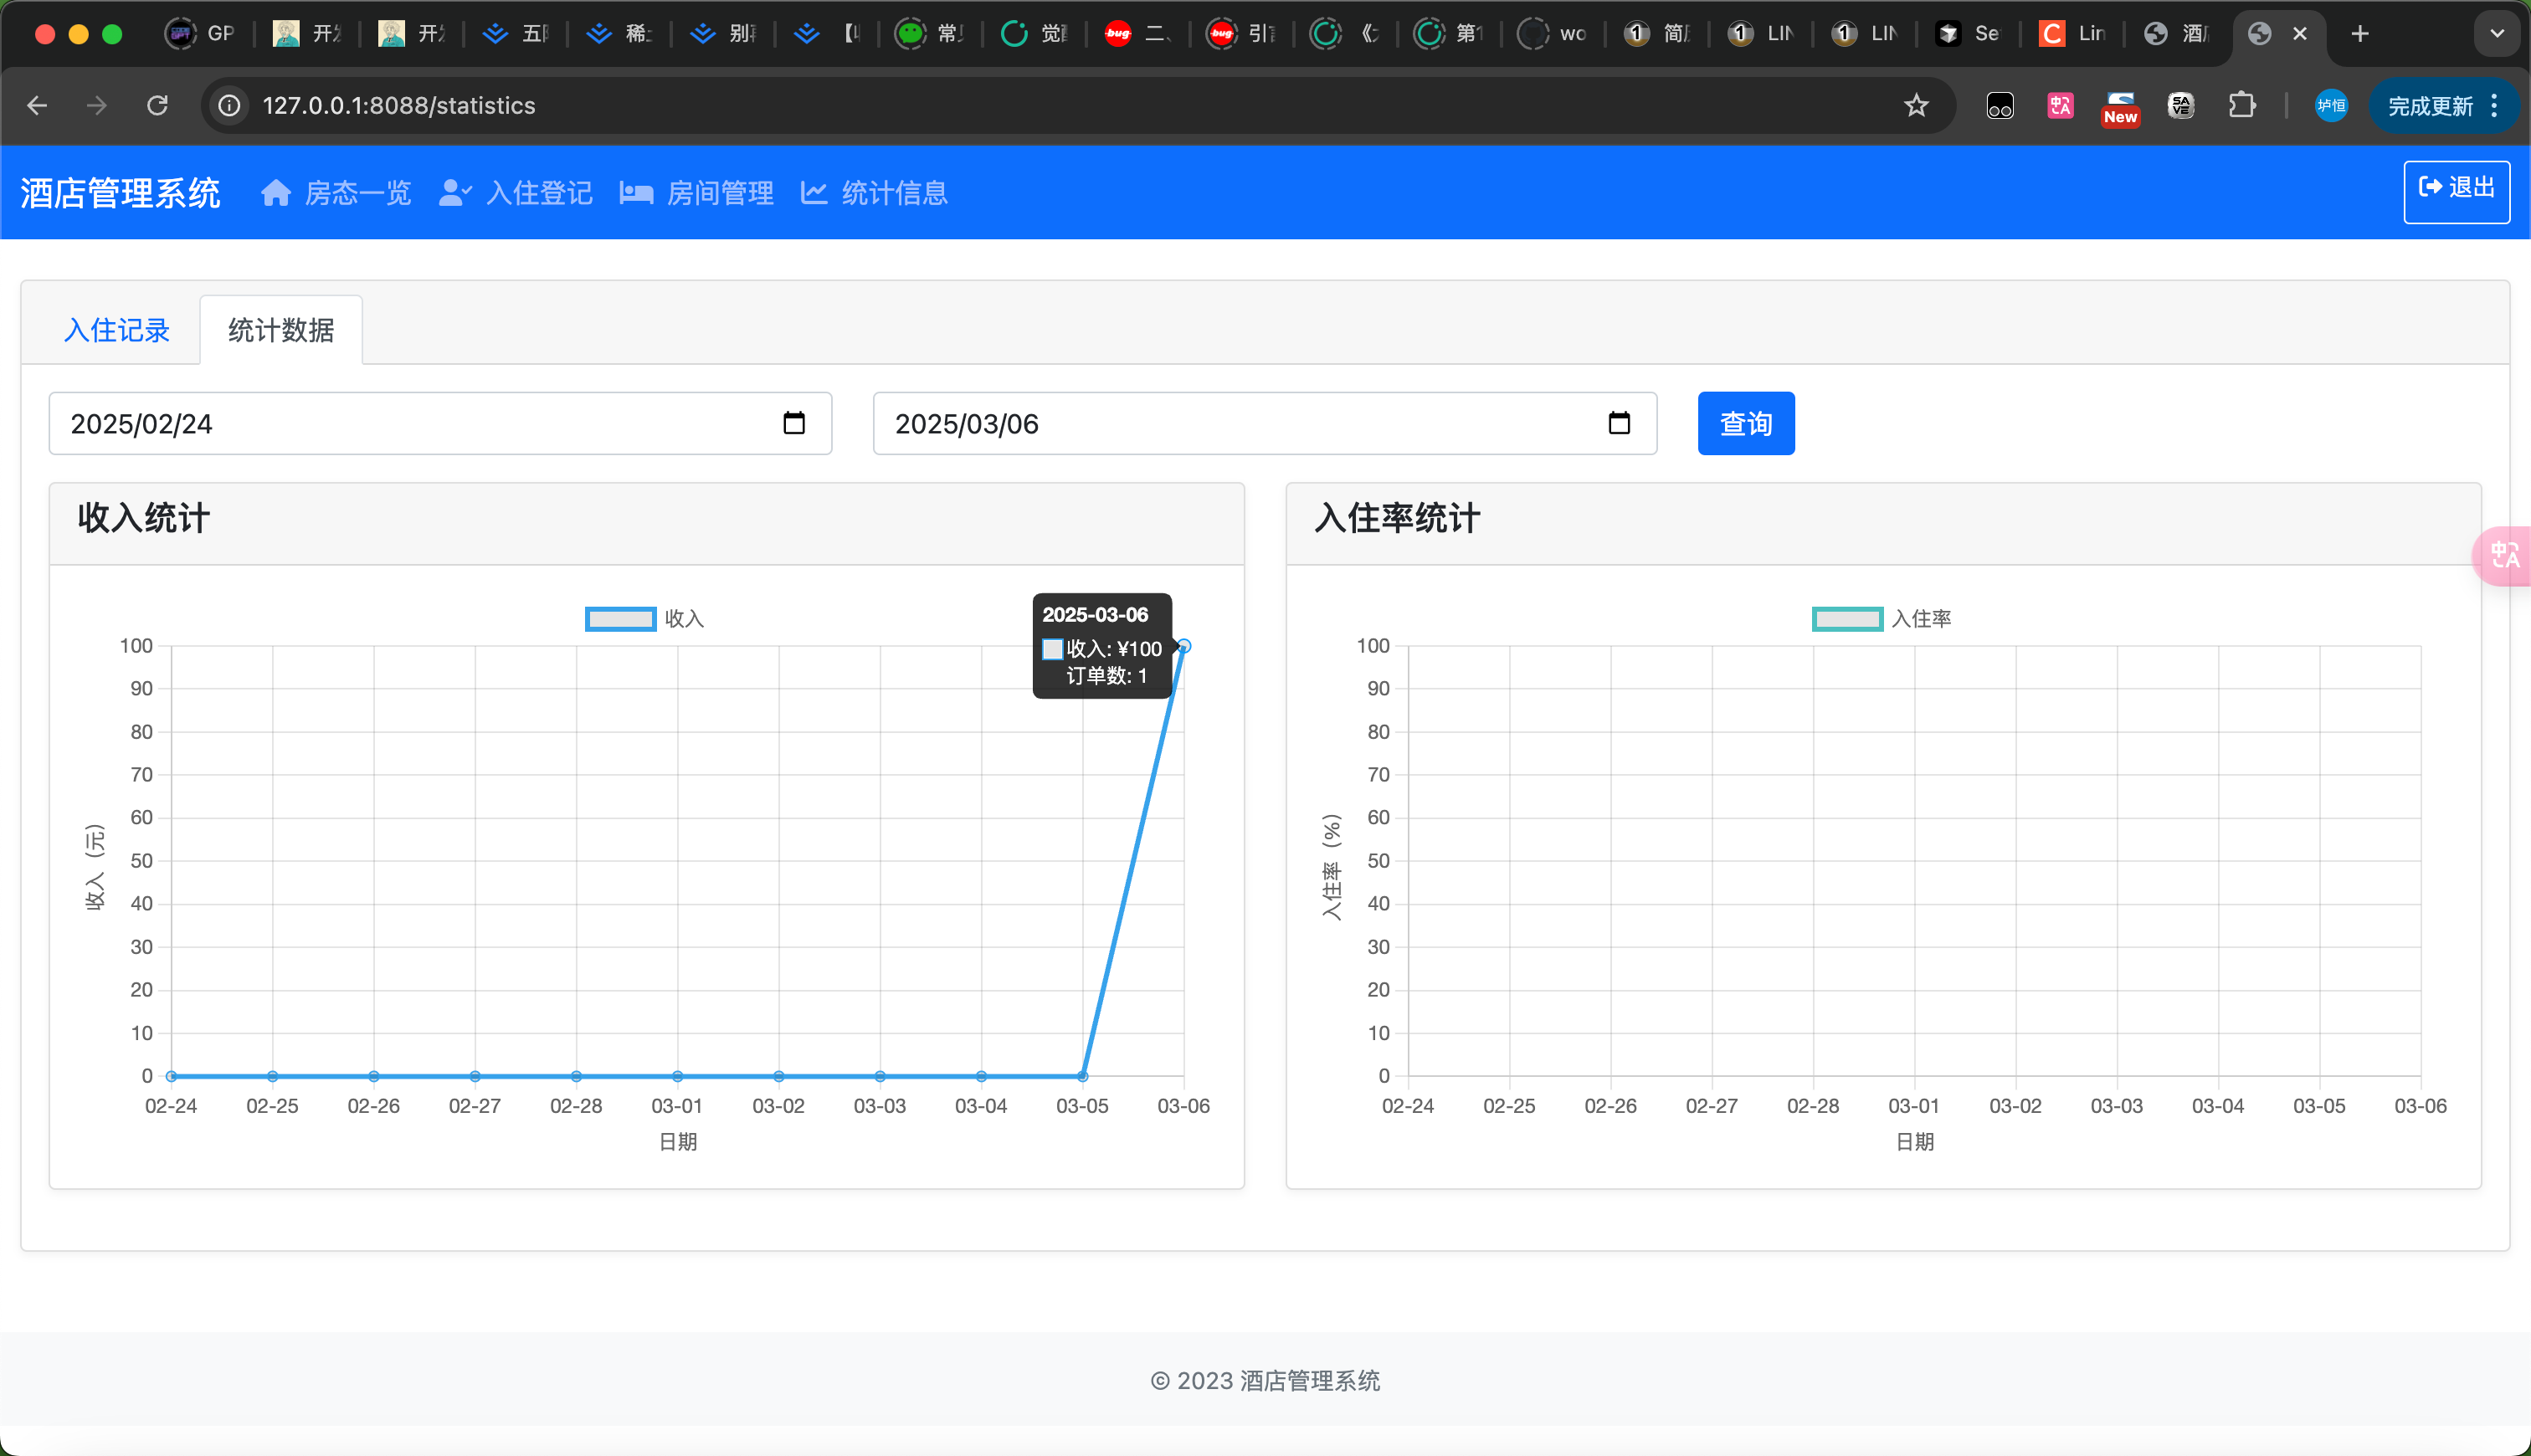 GP
开
开
五
稀
别
【
常
觉
二、
引言
《
第1
wo
简
LIN
LIN
Se
Lin
酒
127.0.0.1:8088/statistics
New
完成更新
酒店管理系统 房态一览 入住登记 房间管理 统计信息 退出
入住记录 统计数据
2025/02/24 2025/03/06 查询
收入统计
收入
2025-03-06
收入: ¥100
订单数: 1
100
90
80
70
60
50
40
30
20
10
0
收入 (元)
02-24 02-25 02-26 02-27 02-28 03-01 03-02 03-03 03-04 03-05 03-06
日期
入住率统计
入住率
100
90
80
70
60
50
40
30
20
10
0
入住率 (%)
02-24 02-25 02-26 02-27 02-28 03-01 03-02 03-03 03-04 03-05 03-06
日期
© 2023 酒店管理系统